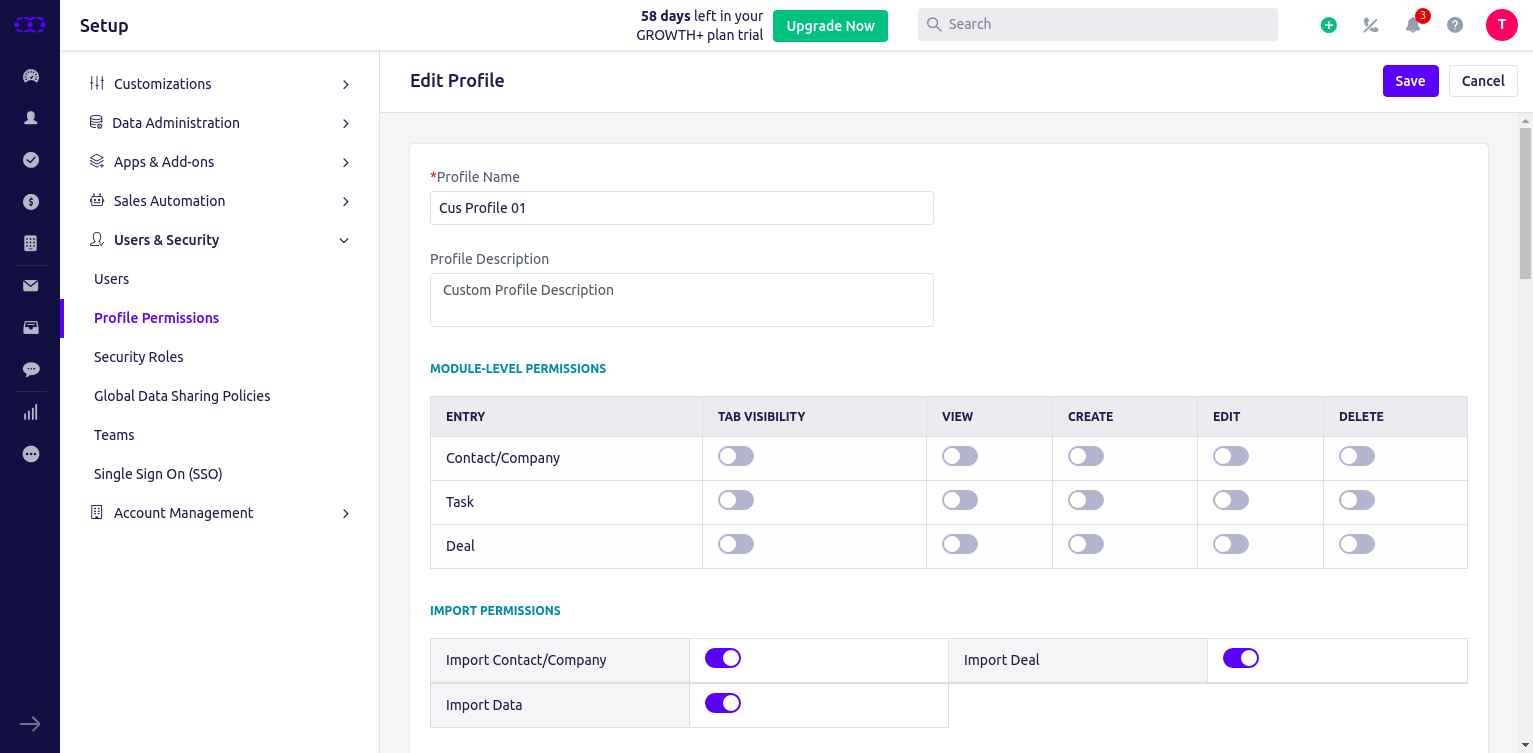 Setup
58 days left in your
GROWTH+ plan trial
Upgrade Now
Search
3
T
Customizations
Data Administration
Apps & Add-ons
Sales Automation
Users & Security
Users
Profile Permissions
Security Roles
Global Data Sharing Policies
Teams
Single Sign On (SSO)
Account Management
Edit Profile
Save
Cancel
*Profile Name
Cus Profile 01
Profile Description
Custom Profile Description
MODULE-LEVEL PERMISSIONS
ENTRY TAB VISIBILITY VIEW CREATE EDIT DELETE
Contact/Company
Task
Deal
IMPORT PERMISSIONS
Import Contact/Company Import Deal
Import Data